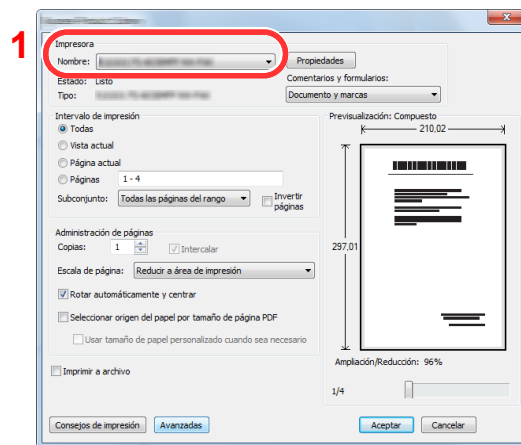 1
Impresora
Nombre:
Propiedades
Estado: Listo
Comentarios y formularios:
Tipo:
Documento y marcas
Intervalo de impresión
Todas
Vista actual
Página actual
Páginas 1 - 4
Subconjunto: Todas las páginas del rango
Invertir
páginas
Administración de páginas
Copias: 1 Intercalar
Escala de página: Reducir a área de impresión
Rotar automáticamente y centrar
Seleccionar origen del papel por tamaño de página PDF
Usar tamaño de papel personalizado cuando sea necesario
Imprimir a archivo
Previsualización: Compuesto
210,02
297,01
Ampliación/Reducción: 96%
1/4
Consejos de impresión Avanzadas Aceptar Cancelar